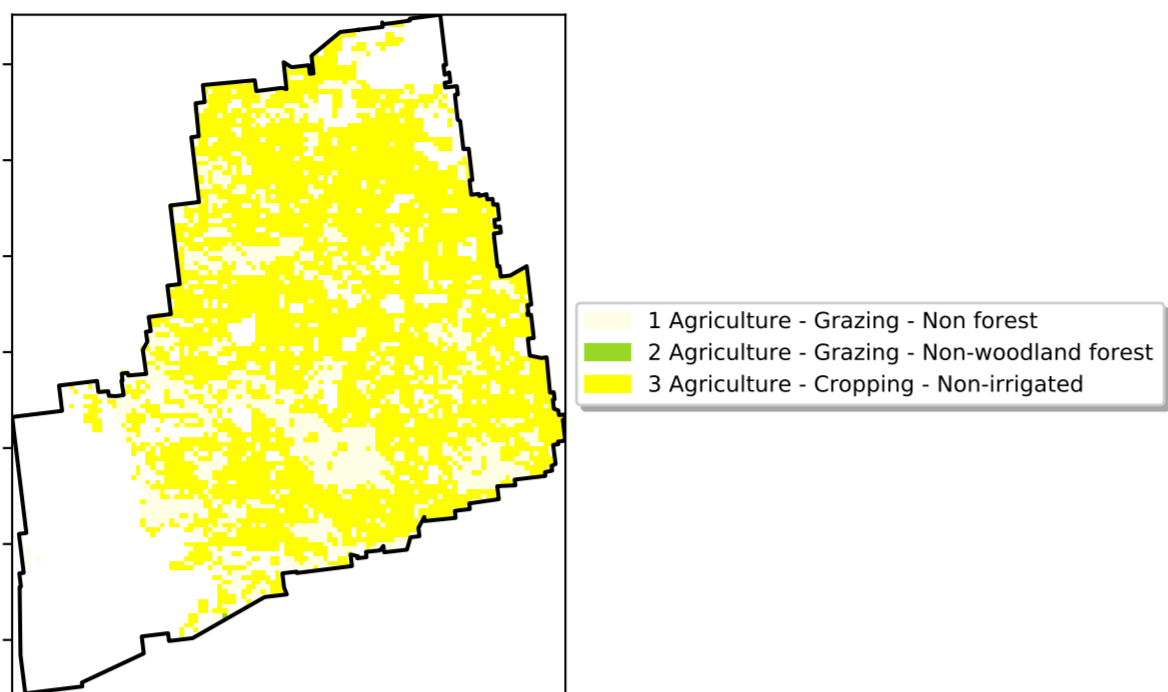 1 Agriculture - Grazing - Non forest
2 Agriculture - Grazing - Non-woodland forest
3 Agriculture - Cropping - Non-irrigated